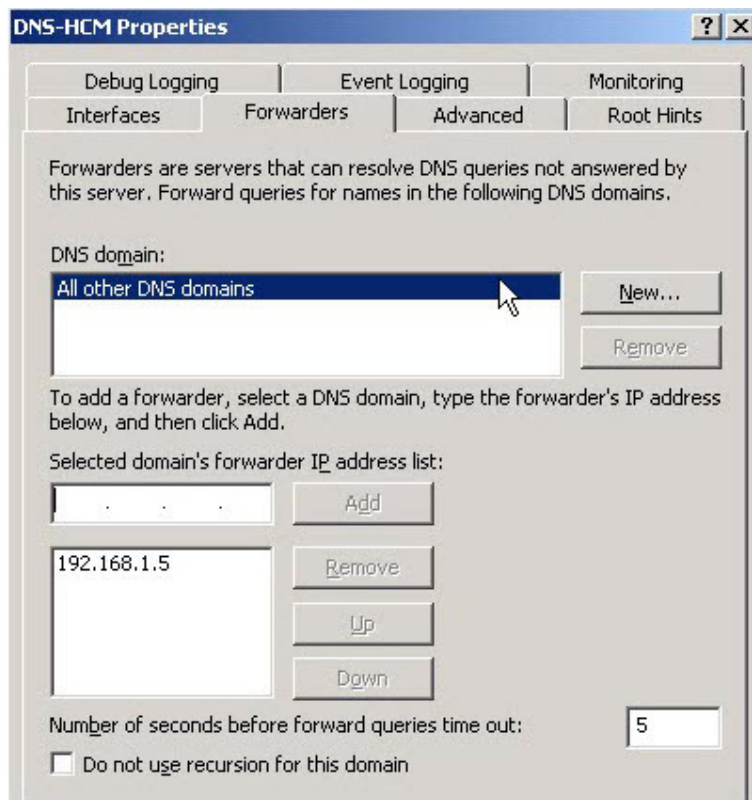 DNS-HCM Properties
Debug Logging Event Logging Monitoring
Interfaces Forwarders Advanced Root Hints
Forwarders are servers that can resolve DNS queries not answered by
this server. Forward queries for names in the following DNS domains.
DNS domain:
All other DNS domains
New...
Remove
To add a forwarder, select a DNS domain, type the forwarder's IP address
below, and then click Add.
Selected domain's forwarder IP address list:
. . . Add
192.168.1.5 Remove
Up
Down
Number of seconds before forward queries time out: 5
Do not use recursion for this domain